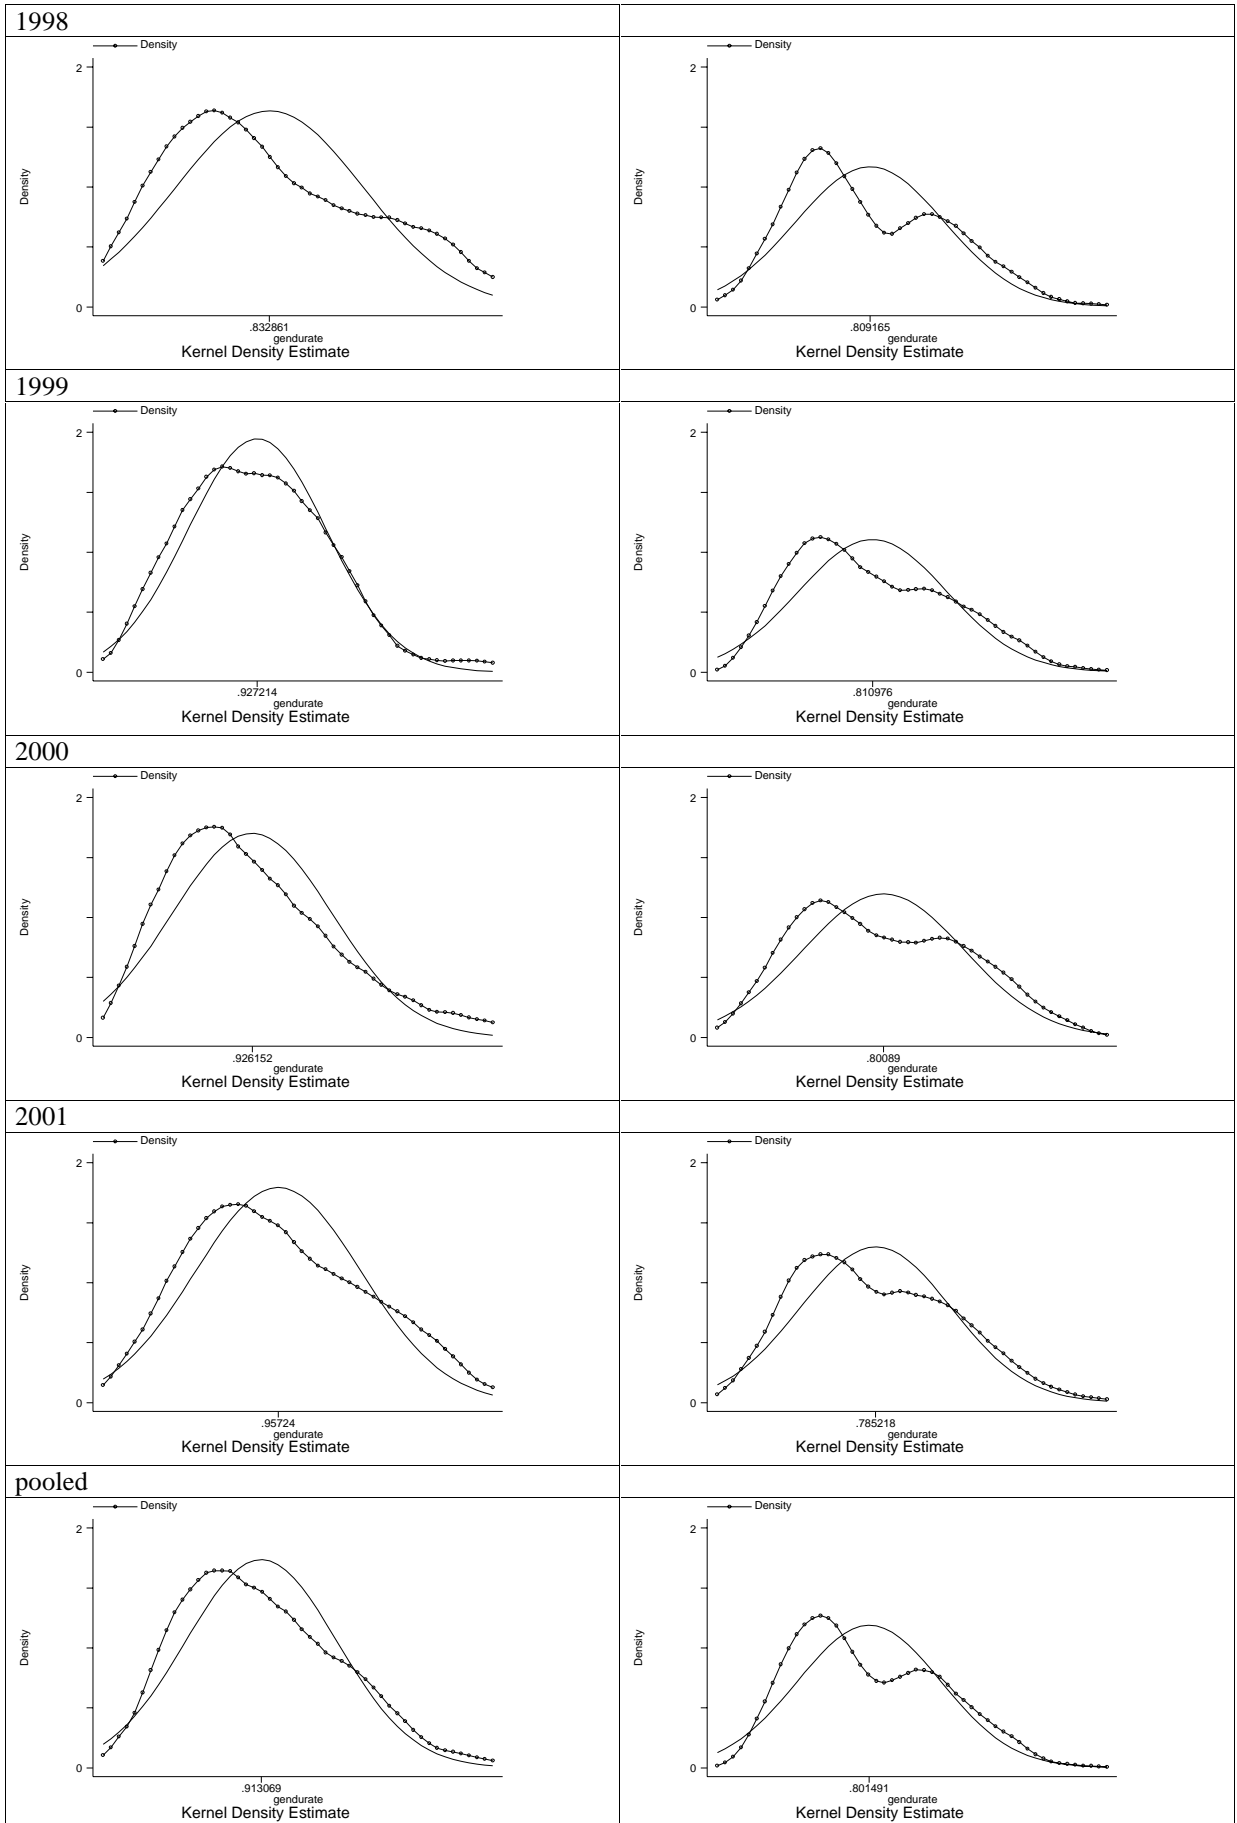 1998
Density
2
Density
0
.832861
gendurate
Kernel Density Estimate
Density
2
Density
0
.809165
gendurate
Kernel Density Estimate
1999
Density
2
Density
0
.927214
gendurate
Kernel Density Estimate
Density
2
Density
0
.810976
gendurate
Kernel Density Estimate
2000
Density
2
Density
0
.926152
gendurate
Kernel Density Estimate
Density
2
Density
0
.80089
gendurate
Kernel Density Estimate
2001
Density
2
Density
0
.95724
gendurate
Kernel Density Estimate
Density
2
Density
0
.785218
gendurate
Kernel Density Estimate
pooled
Density
2
Density
0
.913069
gendurate
Kernel Density Estimate
Density
2
Density
0
.801491
gendurate
Kernel Density Estimate